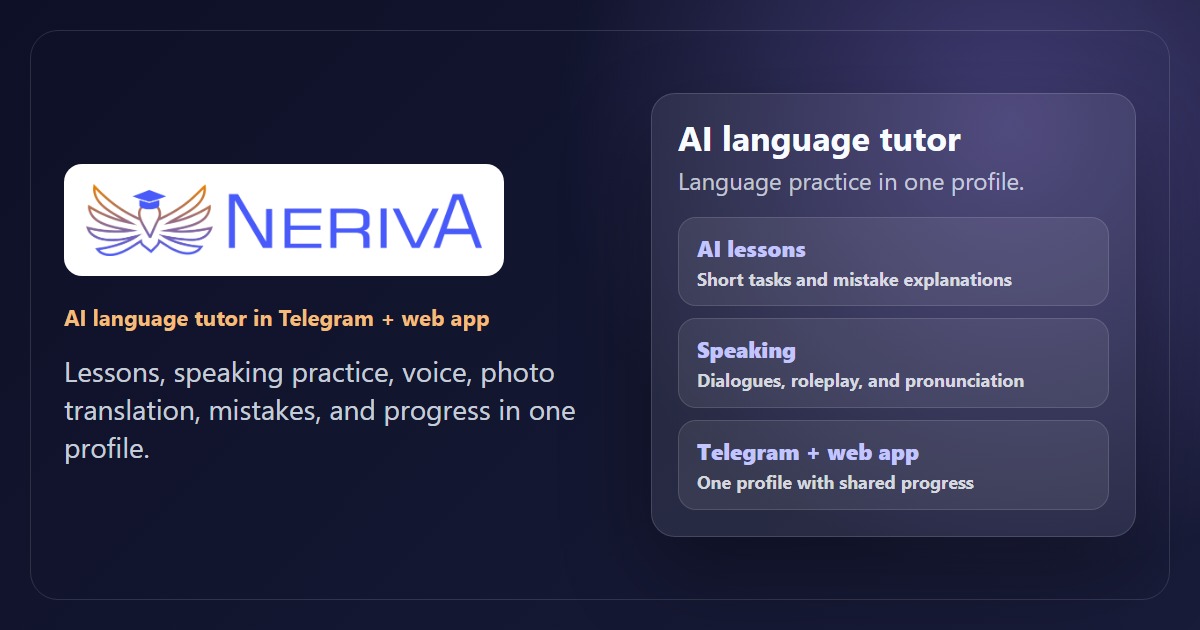 NERIVA
AI language tutor in Telegram + web app
Lessons, speaking practice, voice, photo
translation, mistakes, and progress in one
profile.
AI language tutor
Language practice in one profile.
AI lessons
Short tasks and mistake explanations
Speaking
Dialogues, roleplay, and pronunciation
Telegram + web app
One profile with shared progress